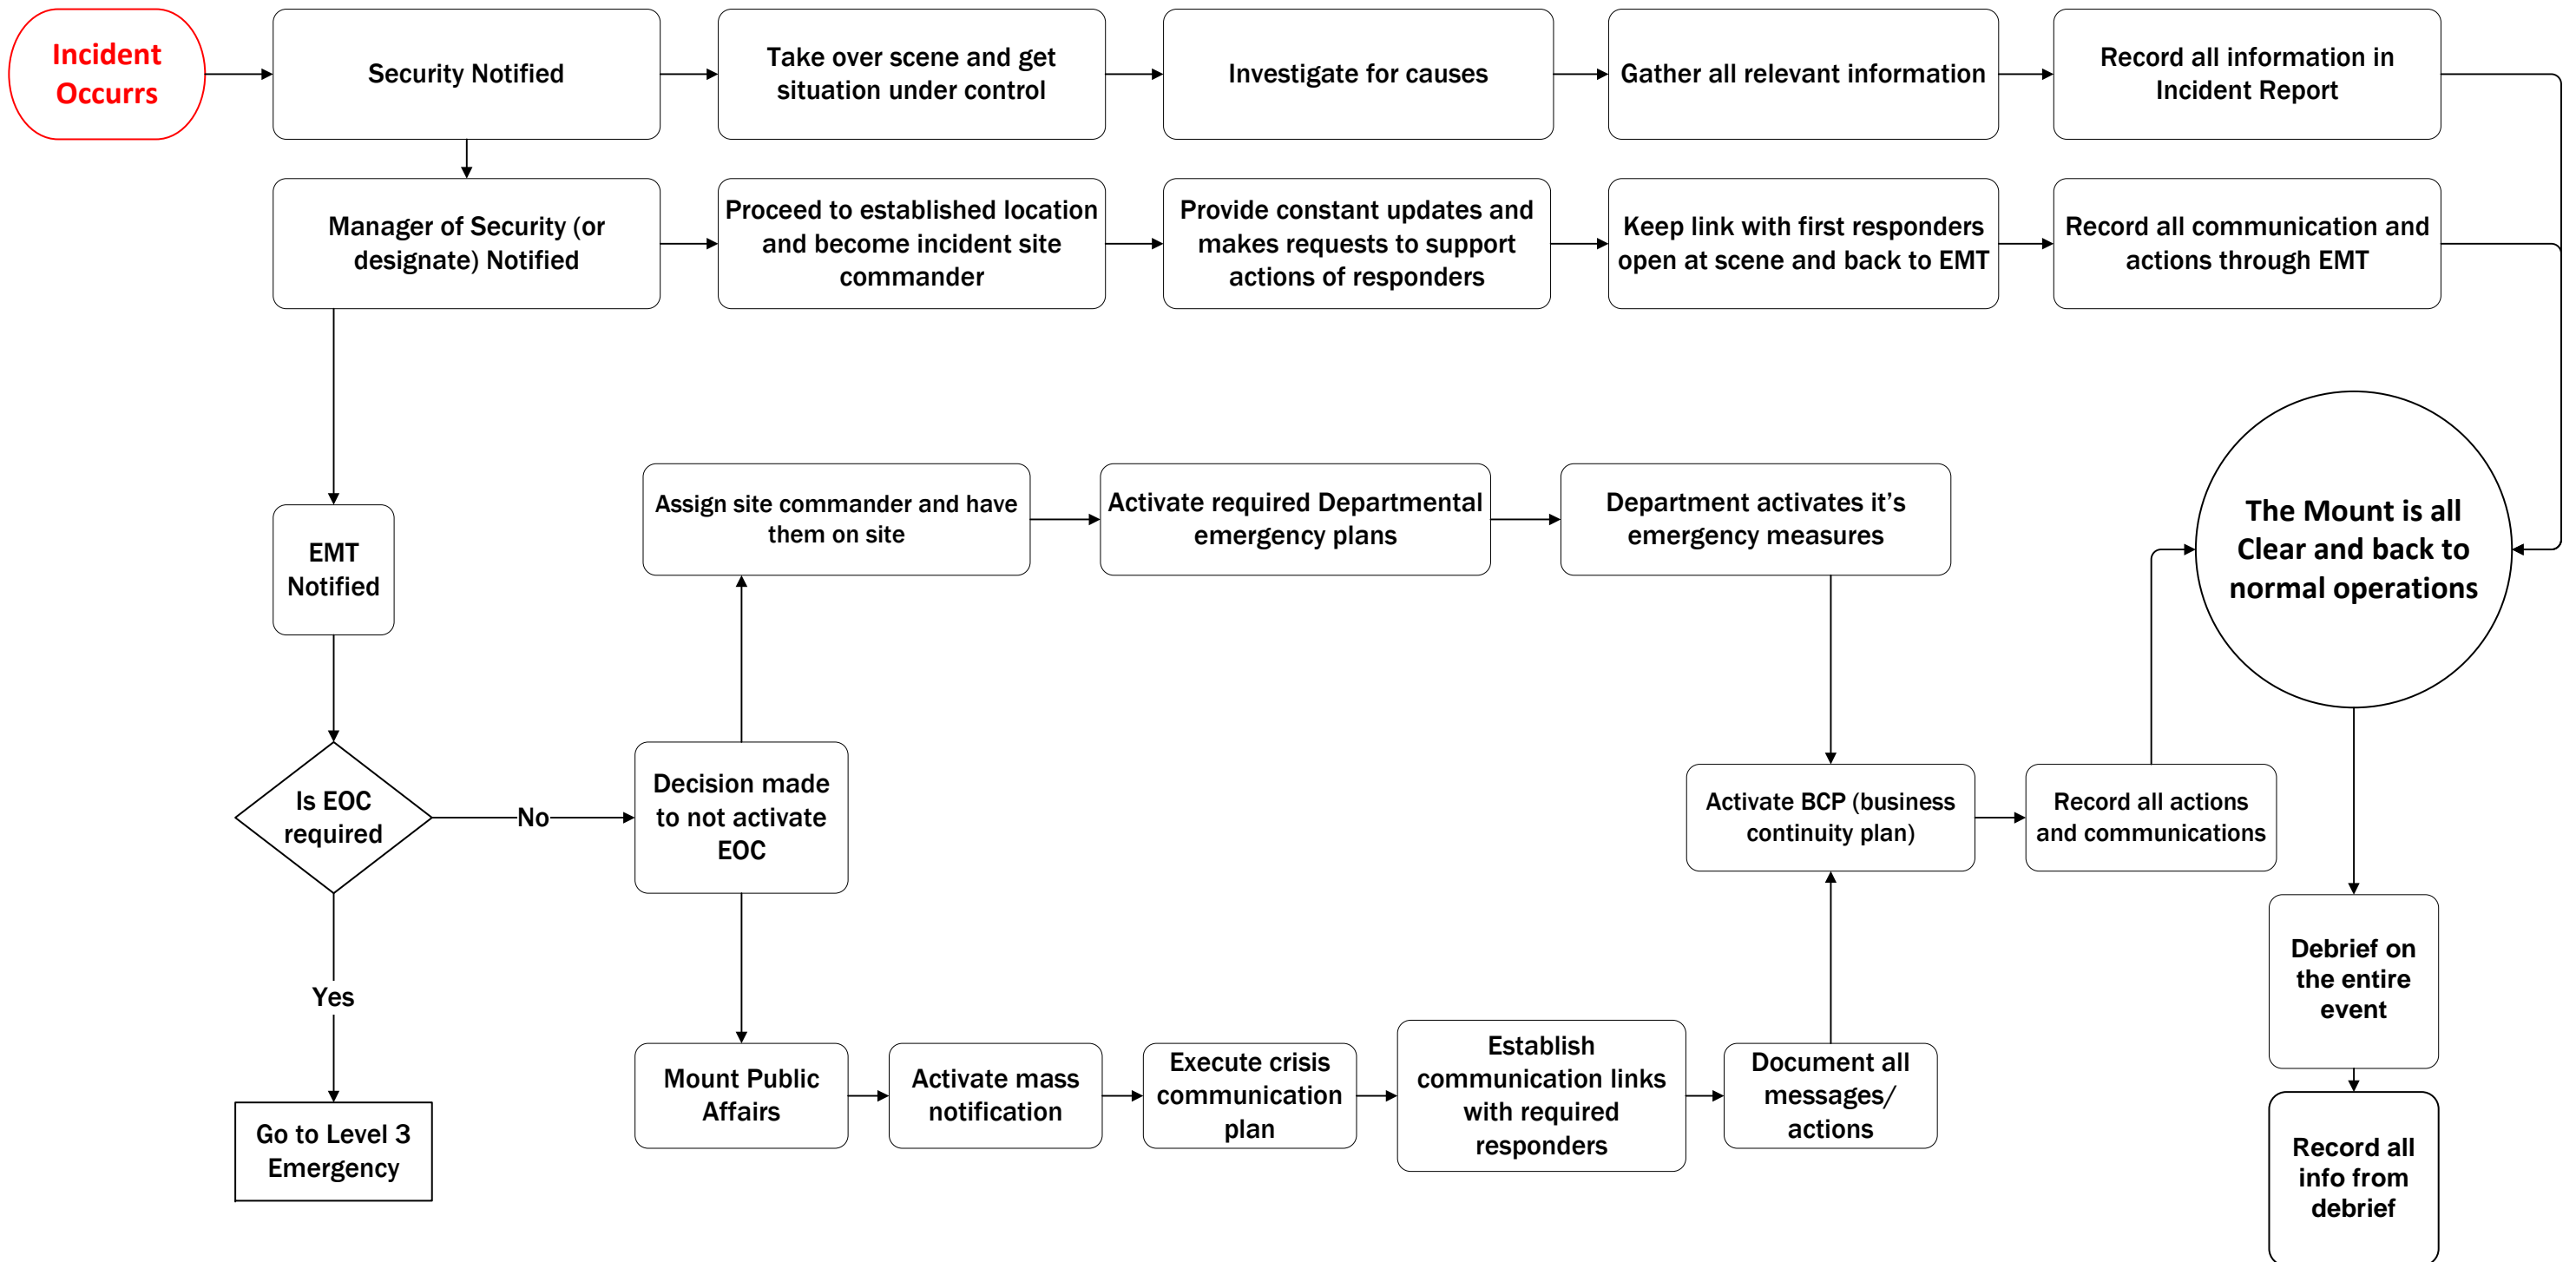 Incident
Occurrs
Security Notified
Take over scene and get
situation under control
Investigate for causes
Gather all relevant information
Record all information in
Incident Report
Manager of Security (or
designate) Notified
Proceed to established location
and become incident site
commander
Provide constant updates and
makes requests to support
actions of responders
Keep link with first responders
open at scene and back to EMT
Record all communication and
actions through EMT
EMT
Notified
Assign site commander and have
them on site
Activate required Departmental
emergency plans
Department activates it’s
emergency measures
The Mount is all
Clear and back to
normal operations
Is EOC
required
No
Decision made
to not activate
EOC
Activate BCP (business
continuity plan)
Record all actions
and communications
Yes
Go to Level 3
Emergency
Mount Public
Affairs
Activate mass
notification
Execute crisis
communication
plan
Establish
communication links
with required
responders
Document all
messages/
actions
Debrief on
the entire
event
Record all
info from
debrief